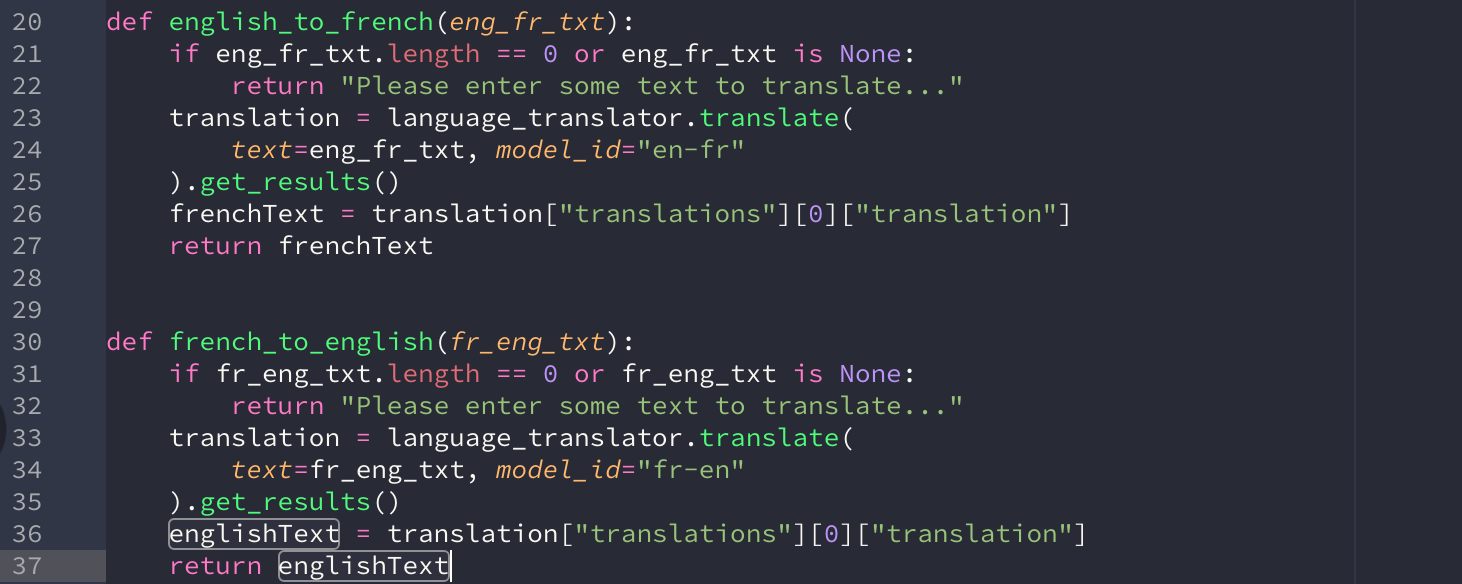 20 def english_to_french(eng_fr_txt):
21     if eng_fr_txt.length == 0 or eng_fr_txt is None:
22         return "Please enter some text to translate..."
23     translation = language_translator.translate(
24         text=eng_fr_txt, model_id="en-fr"
25     ).get_results()
26     frenchText = translation["translations"][0]["translation"]
27     return frenchText
28
29
30 def french_to_english(fr_eng_txt):
31     if fr_eng_txt.length == 0 or fr_eng_txt is None:
32         return "Please enter some text to translate..."
33     translation = language_translator.translate(
34         text=fr_eng_txt, model_id="fr-en"
35     ).get_results()
36     englishText = translation["translations"][0]["translation"]
37     return englishText